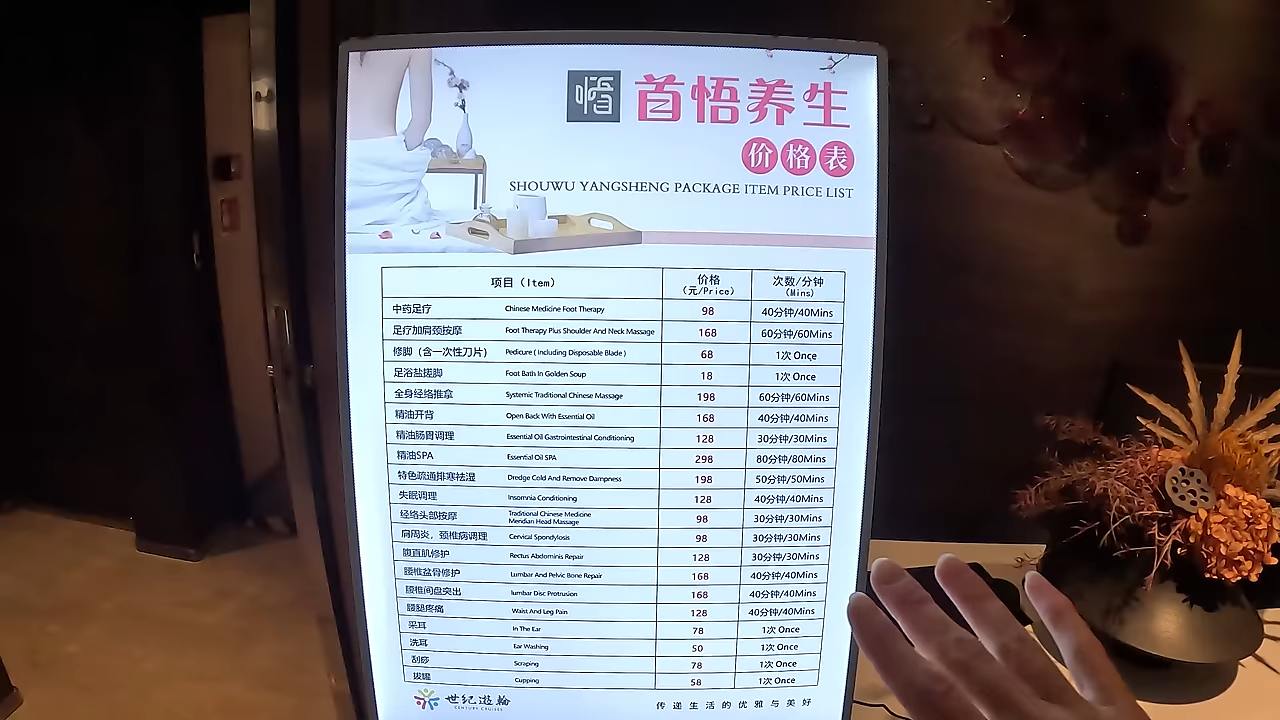 悟 首悟养生
价格表
SHOUWU YANGSHENG PACKAGE ITEM PRICE LIST
项目（Item） 价格（元/Price） 次数/分钟（Mins）
中药足疗 Chinese Medicine Foot Therapy 98 40分钟/40Mins
足疗加肩颈按摩 Foot Therapy Plus Shoulder And Neck Massage 168 60分钟/60Mins
修脚（含一次性刀片） Pedicure ( Including Disposable Blade ) 68 1次 Once
足浴盐搓脚 Foot Bath In Golden Soup 18 1次 Once
全身经络推拿 Systemic Traditional Chinese Massage 198 60分钟/60Mins
精油开背 Open Back With Essential Oil 168 40分钟/40Mins
精油肠胃调理 Essential Oil Gastrointestinal Conditioning 128 30分钟/30Mins
精油SPA Essential Oil SPA 298 80分钟/80Mins
特色疏通排寒祛湿 Dredge Cold And Remove Dampness 198 50分钟/50Mins
失眠调理 Insomnia Conditioning 128 40分钟/40Mins
经络头部按摩 Traditional Chinese Medicine Meridian Head Massage 98 30分钟/30Mins
肩周炎，颈椎病调理 Cervical Spondylosis 98 30分钟/30Mins
腹直肌修护 Rectus Abdominis Repair 128 30分钟/30Mins
腰椎盆骨修护 Lumbar And Pelvic Bone Repair 168 40分钟/40Mins
腰椎间盘突出 lumbar Disc Protrusion 168 40分钟/40Mins
腰腿疼痛 Waist And Leg Pain 128 40分钟/40Mins
采耳 In The Ear 78 1次 Once
洗耳 Ear Washing 50 1次 Once
刮痧 Scraping 78 1次 Once
拔罐 Cupping 58 1次 Once
世纪游轮 传递生活的优雅与美好
CENTURY CRUISES